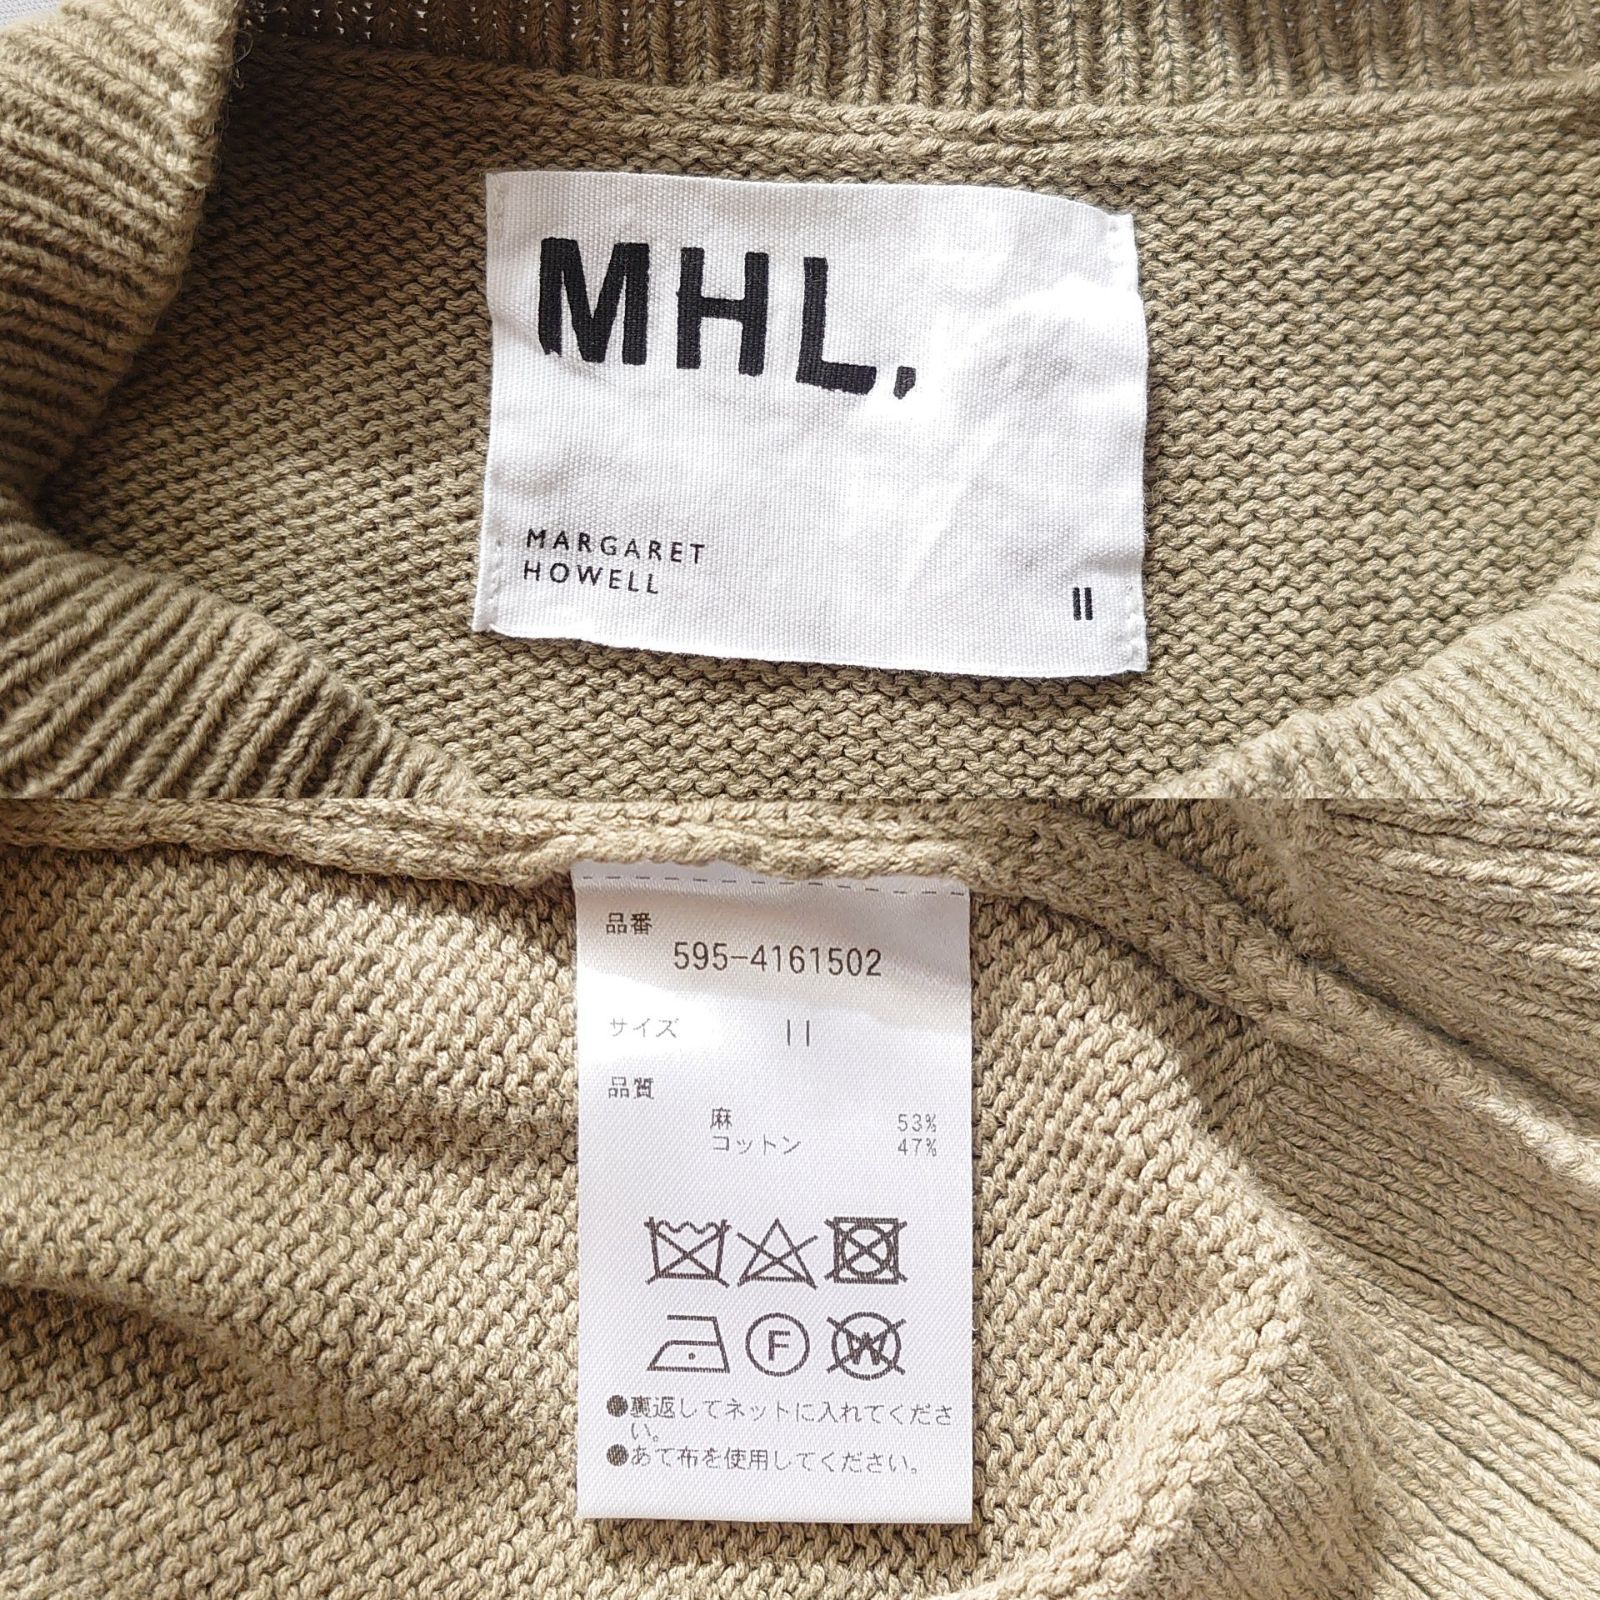 MHL.
MARGARET
HOWELL
II
品番
595-4161502
サイズ II
品質
麻 53%
コットン 47%
F
W
●裏返してネットに入れてくださ
い。
●あて布を使用してください。